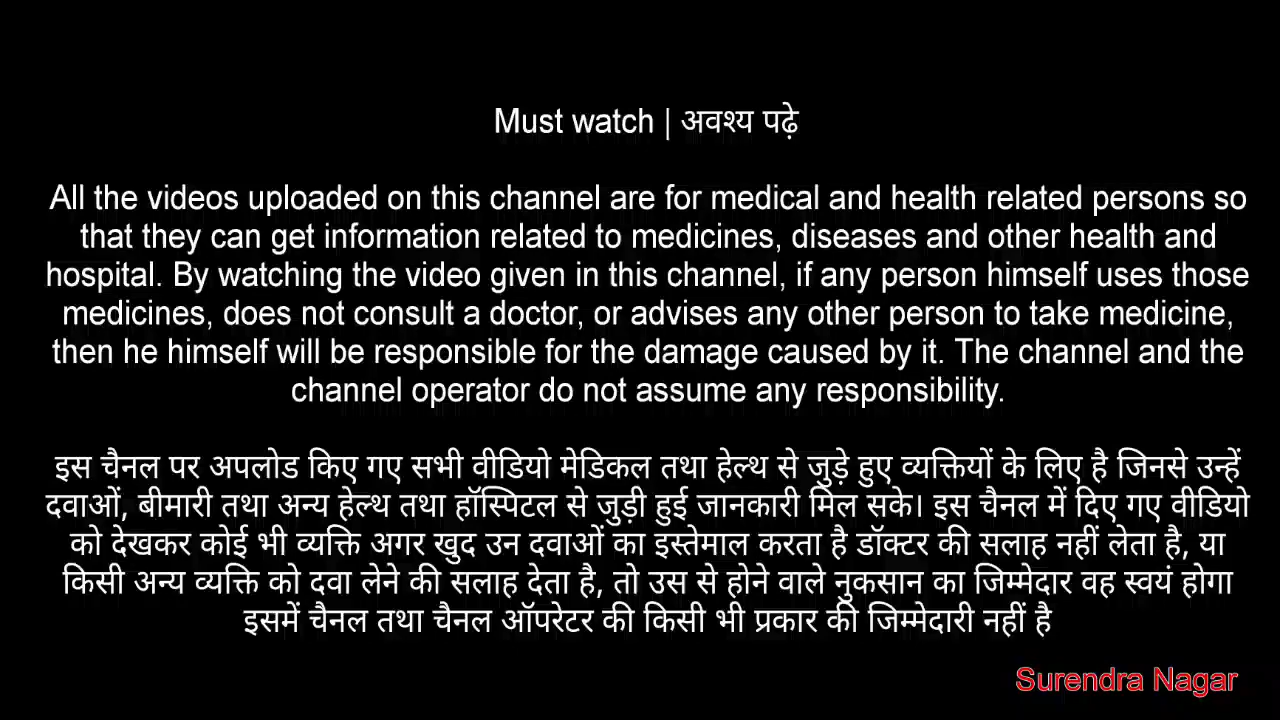 Must watch | अवश्य पढ़े
All the videos uploaded on this channel are for medical and health related persons so
that they can get information related to medicines, diseases and other health and
hospital. By watching the video given in this channel, if any person himself uses those
medicines, does not consult a doctor, or advises any other person to take medicine,
then he himself will be responsible for the damage caused by it. The channel and the
channel operator do not assume any responsibility.
इस चैनल पर अपलोड किए गए सभी वीडियो मेडिकल तथा हेल्थ से जुड़े हुए व्यक्तियों के लिए है जिनसे उन्हें
दवाओं, बीमारी तथा अन्य हेल्थ तथा हॉस्पिटल से जुड़ी हुई जानकारी मिल सके। इस चैनल में दिए गए वीडियो
को देखकर कोई भी व्यक्ति अगर खुद उन दवाओं का इस्तेमाल करता है डॉक्टर की सलाह नहीं लेता है, या
किसी अन्य व्यक्ति को दवा लेने की सलाह देता है, तो उस से होने वाले नुकसान का जिम्मेदार वह स्वयं होगा
इसमें चैनल तथा चैनल ऑपरेटर की किसी भी प्रकार की जिम्मेदारी नहीं है
Surendra Nagar